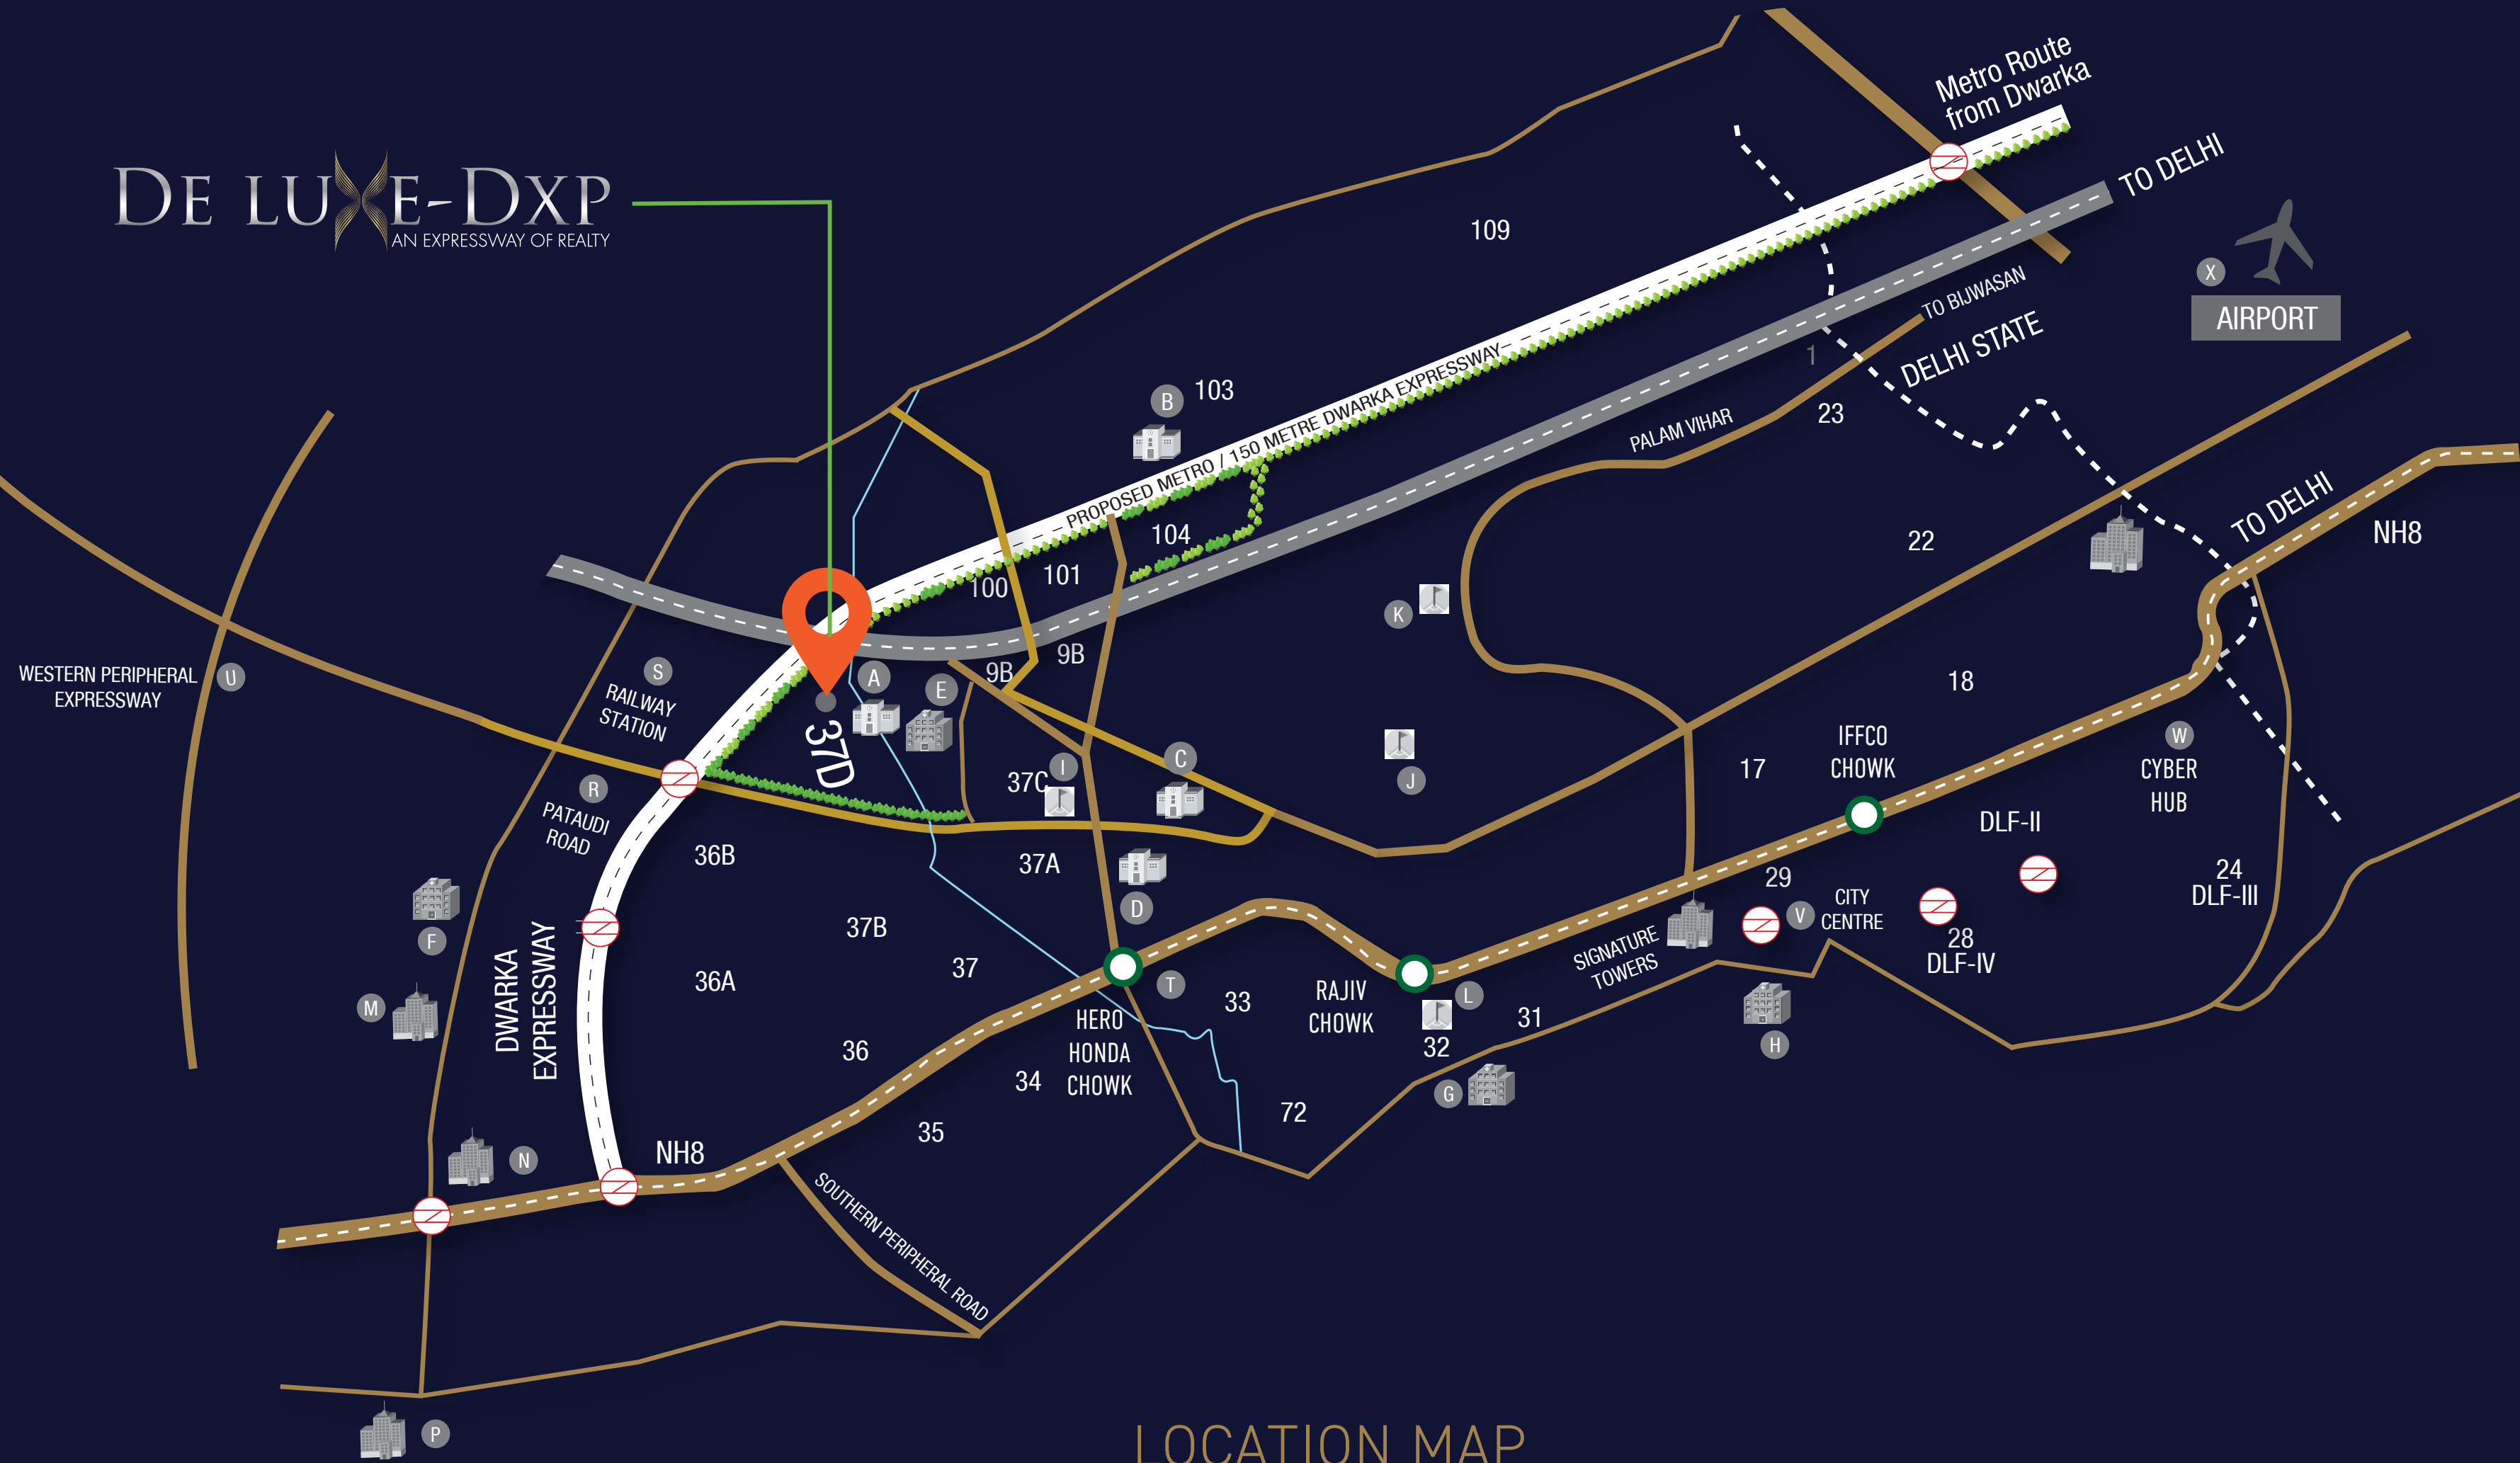 Metro Route
from Dwarka
TO DELHI
DE LUXE-DXP
AN EXPRESSWAY OF REALTY
109
X
AIRPORT
TO BIJWASAN
DELHI STATE
1
23
B
103
PROPOSED METRO / 150 METRE DWARKA EXPRESSWAY
PALAM VIHAR
TO DELHI
NH8
22
104
101
100
K
9B
9B
WESTERN PERIPHERAL
EXPRESSWAY
U
S
RAILWAY
STATION
A
E
18
37D
IFFCO
CHOWK
W
CYBER
HUB
17
J
C
I
37C
R
PATAUDI
ROAD
DLF-II
36B
37A
29
24
DLF-III
D
V
CITY
CENTRE
F
37B
28
DLF-IV
SIGNATURE
TOWERS
37
36A
T
L
M
DWARKA
EXPRESSWAY
33
RAJIV
CHOWK
31
32
H
HERO
HONDA
CHOWK
36
34
G
72
35
NH8
N
SOUTHERN PERIPHERAL ROAD
P
LOCATION MAP